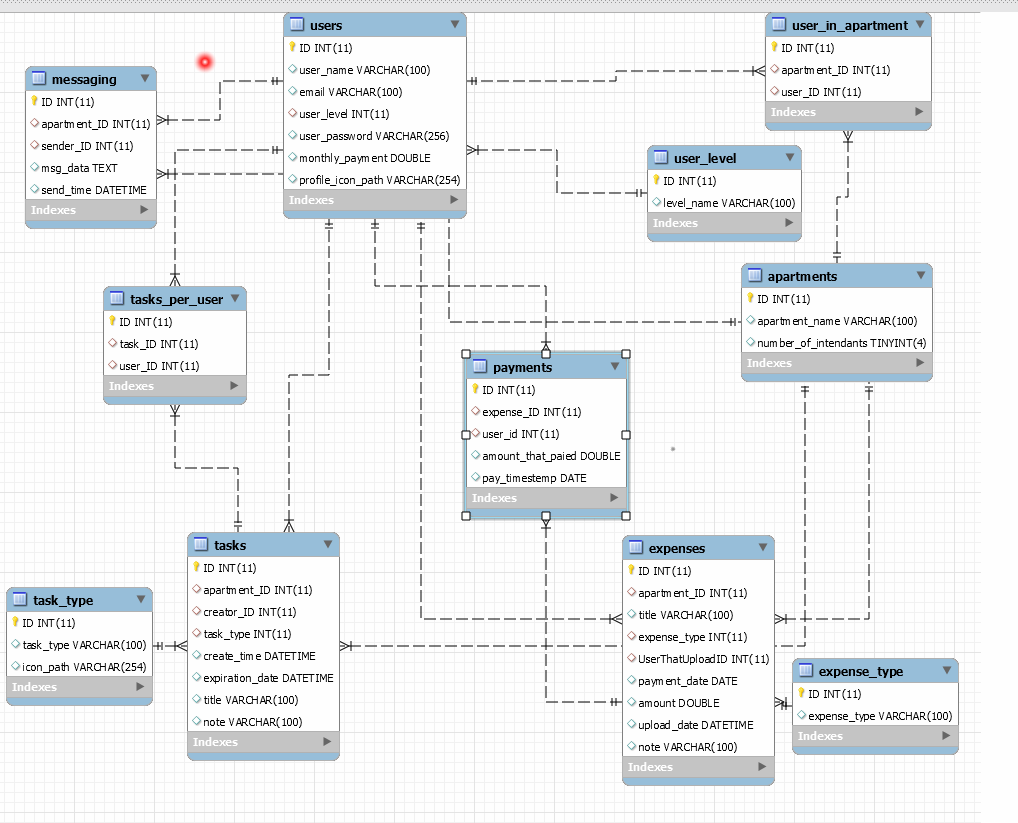 users
ID INT(11)
user_name VARCHAR(100)
email VARCHAR(100)
user_level INT(11)
user_password VARCHAR(256)
monthly_payment DOUBLE
profile_icon_path VARCHAR(254)
Indexes
user_in_apartment
ID INT(11)
apartment_ID INT(11)
user_ID INT(11)
Indexes
messaging
ID INT(11)
apartment_ID INT(11)
sender_ID INT(11)
msg_data TEXT
send_time DATETIME
Indexes
user_level
ID INT(11)
level_name VARCHAR(100)
Indexes
apartments
ID INT(11)
apartment_name VARCHAR(100)
number_of_intendants TINYINT(4)
Indexes
tasks_per_user
ID INT(11)
task_ID INT(11)
user_ID INT(11)
Indexes
payments
ID INT(11)
expense_ID INT(11)
user_id INT(11)
amount_that_paied DOUBLE
pay_timestemp DATE
Indexes
tasks
ID INT(11)
apartment_ID INT(11)
creator_ID INT(11)
task_type INT(11)
create_time DATETIME
expiration_date DATETIME
title VARCHAR(100)
note VARCHAR(100)
Indexes
expenses
ID INT(11)
apartment_ID INT(11)
title VARCHAR(100)
expense_type INT(11)
UserThatUploadID INT(11)
payment_date DATE
amount DOUBLE
upload_date DATETIME
note VARCHAR(100)
Indexes
task_type
ID INT(11)
task_type VARCHAR(100)
icon_path VARCHAR(254)
Indexes
expense_type
ID INT(11)
expense_type VARCHAR(100)
Indexes